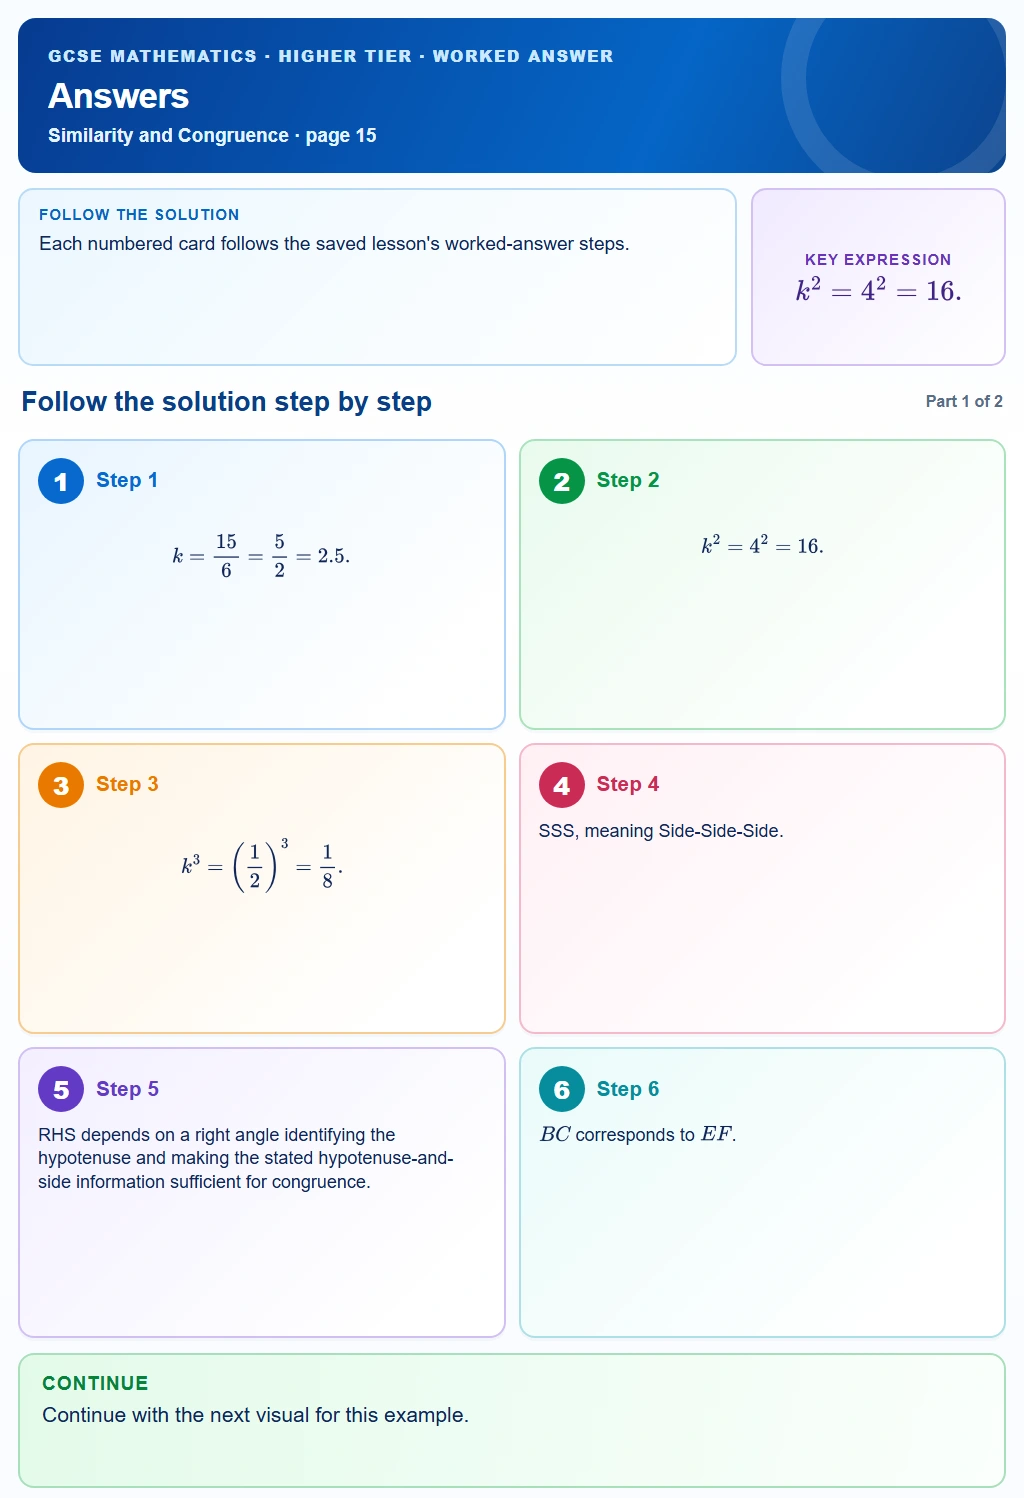 GCSE MATHEMATICS · HIGHER TIER · WORKED ANSWER
Answers
Similarity and Congruence · page 15
FOLLOW THE SOLUTION
Each numbered card follows the saved lesson's worked-answer steps.
KEY EXPRESSION
k² = 4² = 16.
Follow the solution step by step
Part 1 of 2
1 Step 1
k = 15/6 = 5/2 = 2.5.
2 Step 2
k² = 4² = 16.
3 Step 3
k³ = (1/2)³ = 1/8.
4 Step 4
SSS, meaning Side-Side-Side.
5 Step 5
RHS depends on a right angle identifying the
hypotenuse and making the stated hypotenuse-and-
side information sufficient for congruence.
6 Step 6
BC corresponds to EF.
CONTINUE
Continue with the next visual for this example.